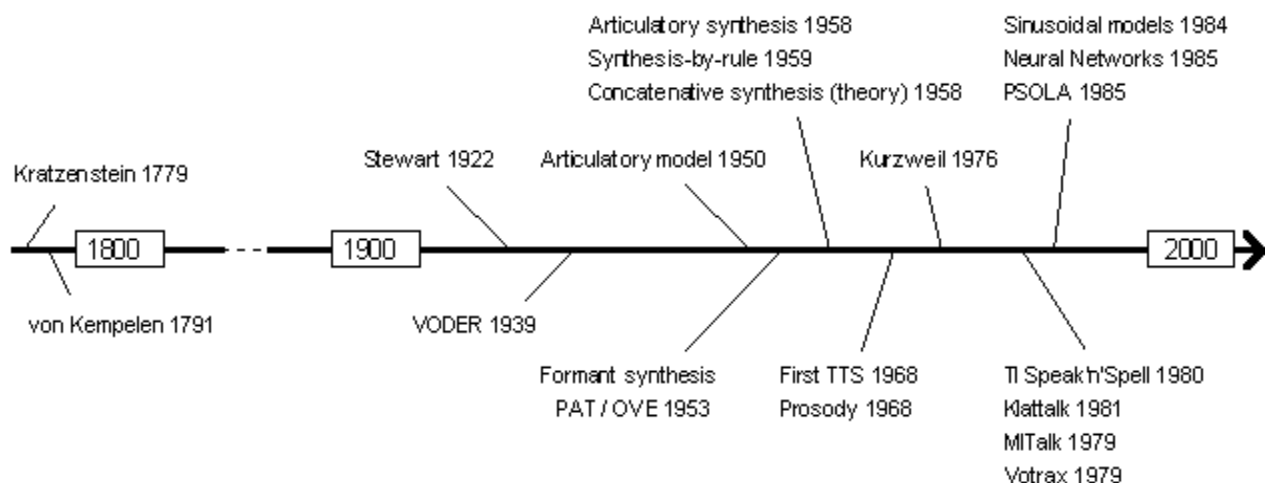 Articulatory synthesis 1958
Synthesis-by-rule 1959
Concatenative synthesis (theory) 1958
Sinusoidal models 1984
Neural Networks 1985
PSOLA 1985
Kratzenstein 1779
Stewart 1922
Articulatory model 1950
Kurzweil 1976
1800
1900
2000
von Kempelen 1791
VODER 1939
Formant synthesis
PAT / OVE 1953
First TTS 1968
Prosody 1968
TI Speak'n'Spell 1980
Klattalk 1981
MITalk 1979
Votrax 1979